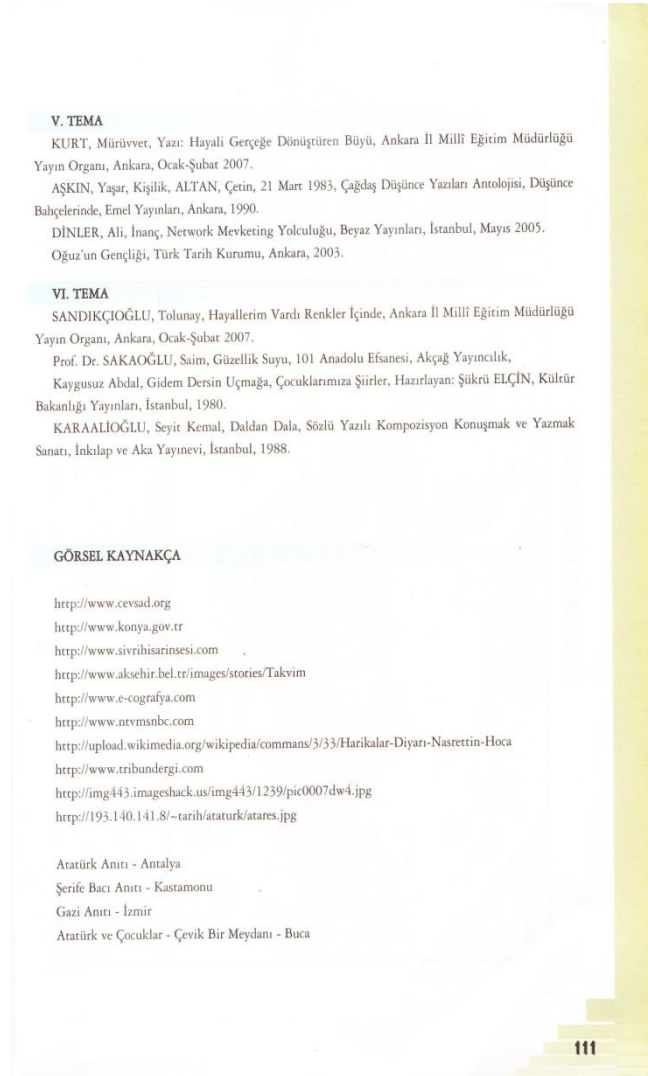 V. TEMA
KURT, Mürüvvet, Yazı: Hayali Gerçeğe Dönüştüren Büyü, Ankara İl Millî Eğitim Müdürlüğü
Yayın Organı, Ankara, Ocak-Şubat 2007.
AŞKIN, Yaşar, Kişilik, ALTAN, Çetin, 21 Mart 1983, Çağdaş Düşünce Yazıları Antolojisi, Düşünce
Bahçelerinde, Emel Yayınları, Ankara, 1990.
DİNLER, Ali, İnanç, Network Mevketing Yolculuğu, Beyaz Yayınları, İstanbul, Mayıs 2005.
Oğuz'un Gençliği, Türk Tarih Kurumu, Ankara, 2003.
VI. TEMA
SANDIKÇIOĞLU, Tolunay, Hayallerim Vardı Renkler İçinde, Ankara İl Millî Eğitim Müdürlüğü
Yayın Organı, Ankara, Ocak-Şubat 2007.
Prof. Dr. SAKAOĞLU, Saim, Güzellik Suyu, 101 Anadolu Efsanesi, Akçağ Yayıncılık,
Kaygusuz Abdal, Gidem Dersin Uçmağa, Çocuklarımıza Şiirler, Hazırlayan: Şükrü ELÇİN, Kültür
Bakanlığı Yayınları, İstanbul, 1980.
KARAALİOĞLU, Seyit Kemal, Daldan Dala, Sözlü Yazılı Kompozisyon Konuşmak ve Yazmak
Sanatı, İnkılap ve Aka Yayınevi, İstanbul, 1988.
GÖRSEL KAYNAKÇA
http://www.cevsad.org
http://www.konya.gov.tr
http://www.sivrihisarinsesi.com
http://www.aksehir.bel.tr/images/stories/Takvim
http://www.e-cografya.com
http://www.ntvmsnbc.com
http://upload.wikimedia.org/wikipedia/commans/3/33/Harikalar-Diyarı-Nasrettin-Hoca
http://www.tribundergi.com
http://img443.imageshack.us/img443/1239/pic0007dw4.jpg
http://193.140.141.8/~tarih/ataturk/atares.jpg
Atatürk Anıtı - Antalya
Şerife Bacı Anıtı - Kastamonu
Gazi Anıtı - İzmir
Atatürk ve Çocuklar - Çevik Bir Meydanı - Buca
111